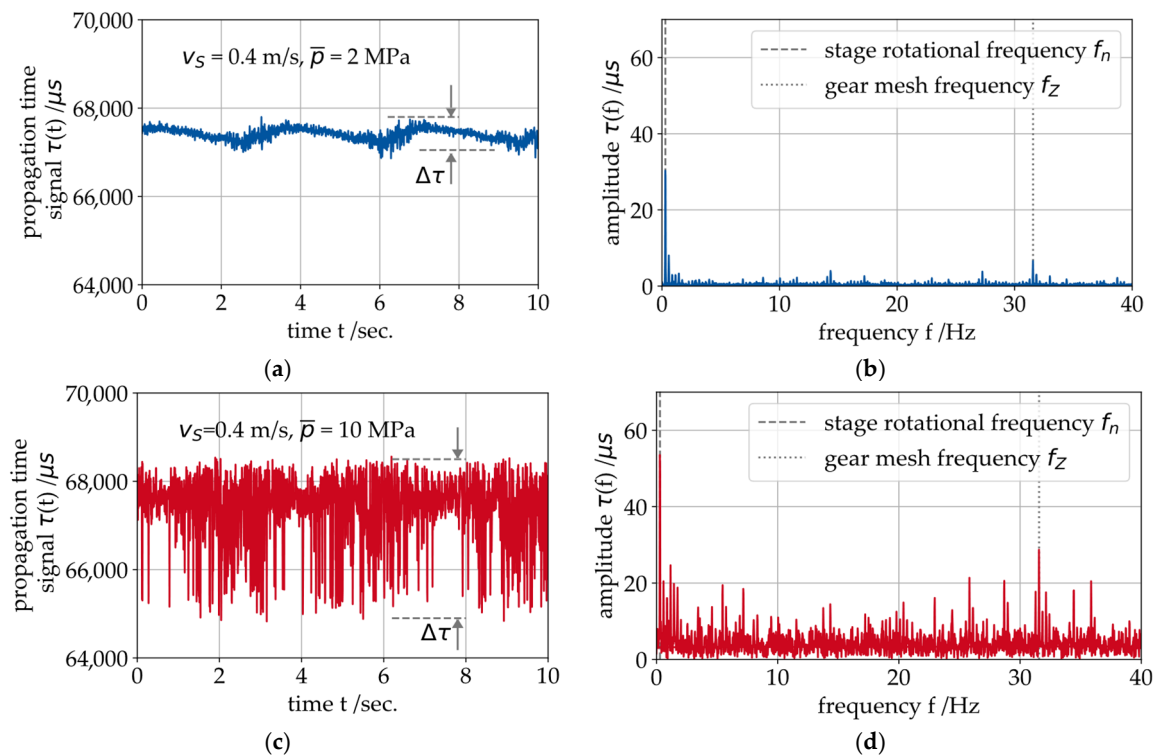 70,000
68,000
66,000
64,000
propagation time
signal τ(t) /μs
v_S = 0.4 m/s, p̅ = 2 MPa
Δτ
0 2 4 6 8 10
time t /sec.
(a)
60
40
20
0
amplitude τ(f) /μs
stage rotational frequency f_n
gear mesh frequency f_Z
0 10 20 30 40
frequency f /Hz
(b)
70,000
68,000
66,000
64,000
propagation time
signal τ(t) /μs
v_S=0.4 m/s, p̅ = 10 MPa
Δτ
0 2 4 6 8 10
time t /sec.
(c)
60
40
20
0
amplitude τ(f) /μs
stage rotational frequency f_n
gear mesh frequency f_Z
0 10 20 30 40
frequency f /Hz
(d)